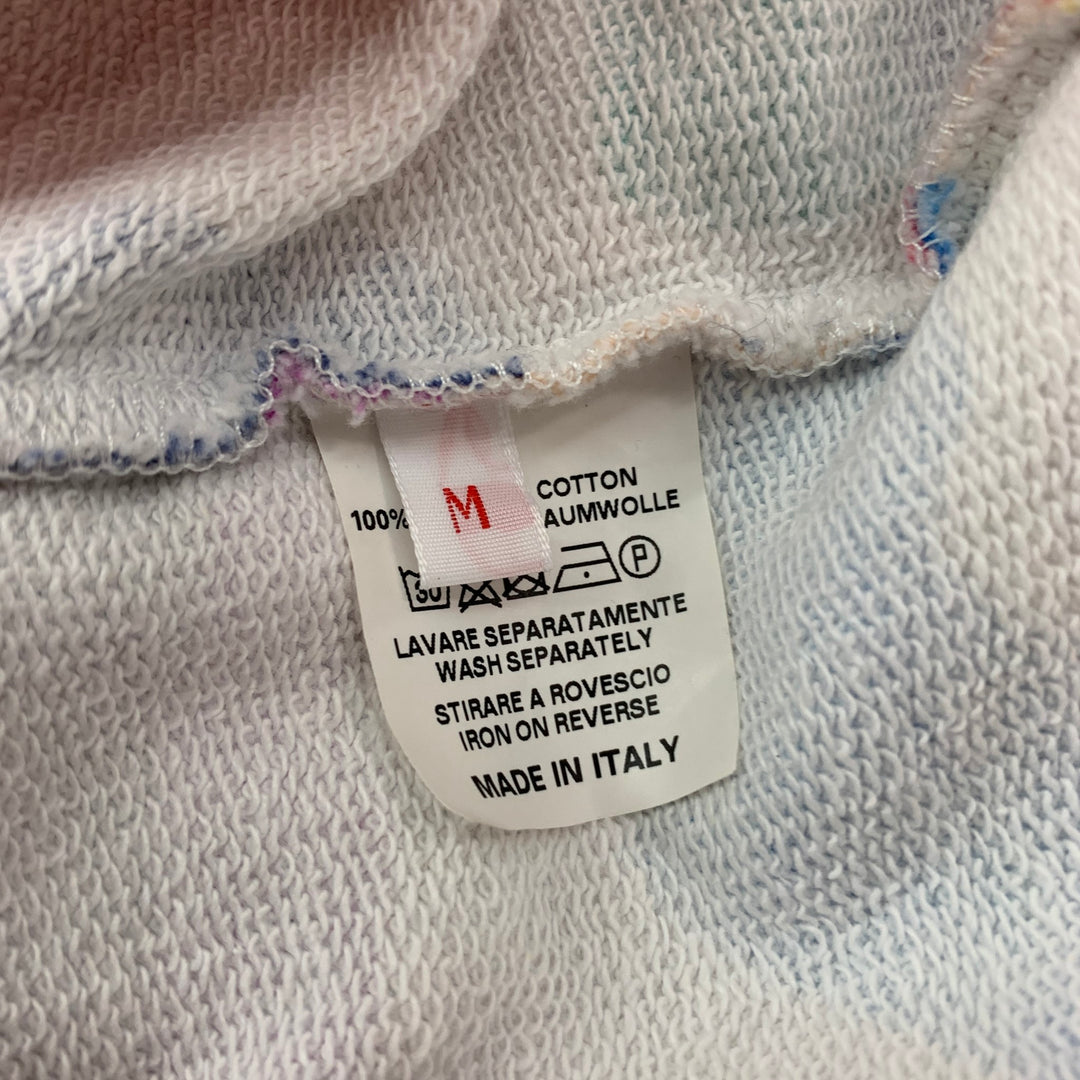 M
COTTON
100% AUMWOLLE
30 P
LAVARE SEPARATAMENTE
WASH SEPARATELY
STIRARE A ROVESCIO
IRON ON REVERSE
MADE IN ITALY